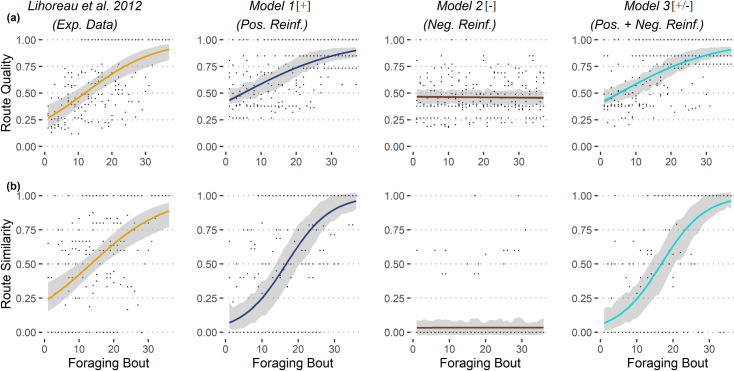 Lihoreau et al. 2012 Model 1[+] Model 2 [-] Model 3[+/-]
(a) (Exp. Data) (Pos. Reinf.) (Neg. Reinf.) (Pos. + Neg. Reinf.)
1.00 1.00 1.00 1.00
0.75 0.75 0.75 0.75
Route Quality
0.50 0.50 0.50 0.50
0.25 0.25 0.25 0.25
0.00 0.00 0.00 0.00
0 10 20 30 0 10 20 30 0 10 20 30 0 10 20 30
(b)
1.00 1.00 1.00 1.00
0.75 0.75 0.75 0.75
Route Similarity
0.50 0.50 0.50 0.50
0.25 0.25 0.25 0.25
0.00 0.00 0.00 0.00
0 10 20 30 0 10 20 30 0 10 20 30 0 10 20 30
Foraging Bout Foraging Bout Foraging Bout Foraging Bout